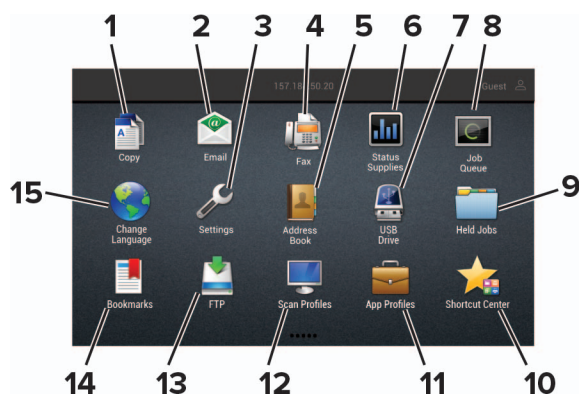 1 2 3 4 5 6 7 8
Guest
Copy Email Fax Status Supplies Job Queue
15 9
Change Language Settings Address Book USB Drive Held Jobs
Bookmarks FTP Scan Profiles App Profiles Shortcut Center
14 13 12 11 10